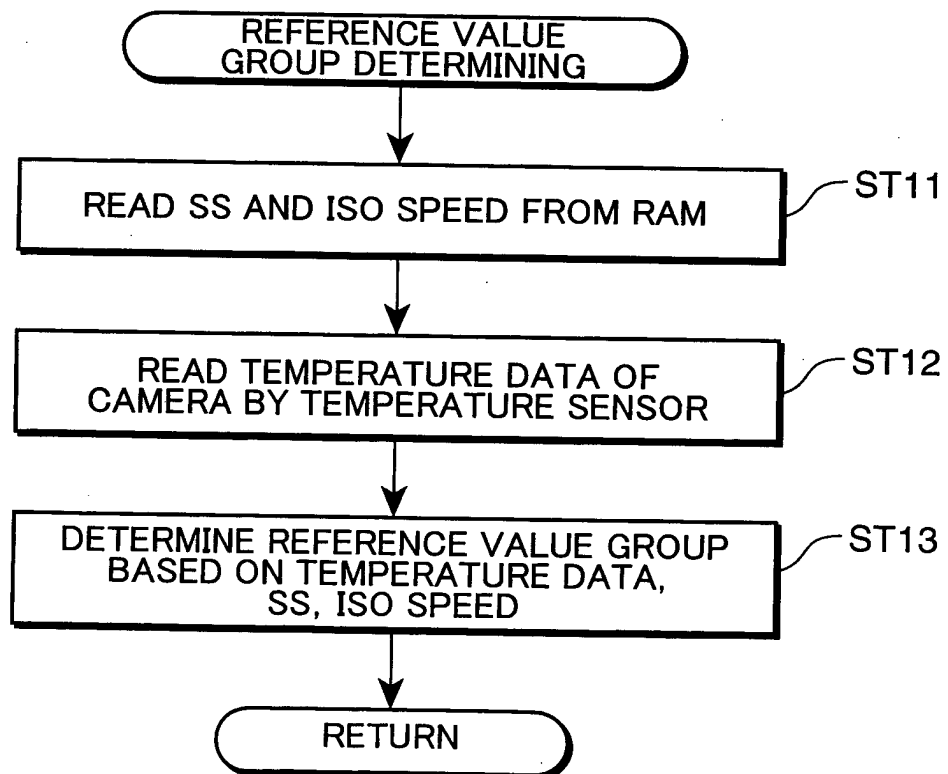 REFERENCE VALUE
GROUP DETERMINING
READ SS AND ISO SPEED FROM RAM
ST11
READ TEMPERATURE DATA OF
CAMERA BY TEMPERATURE SENSOR
ST12
DETERMINE REFERENCE VALUE GROUP
BASED ON TEMPERATURE DATA,
SS, ISO SPEED
ST13
RETURN